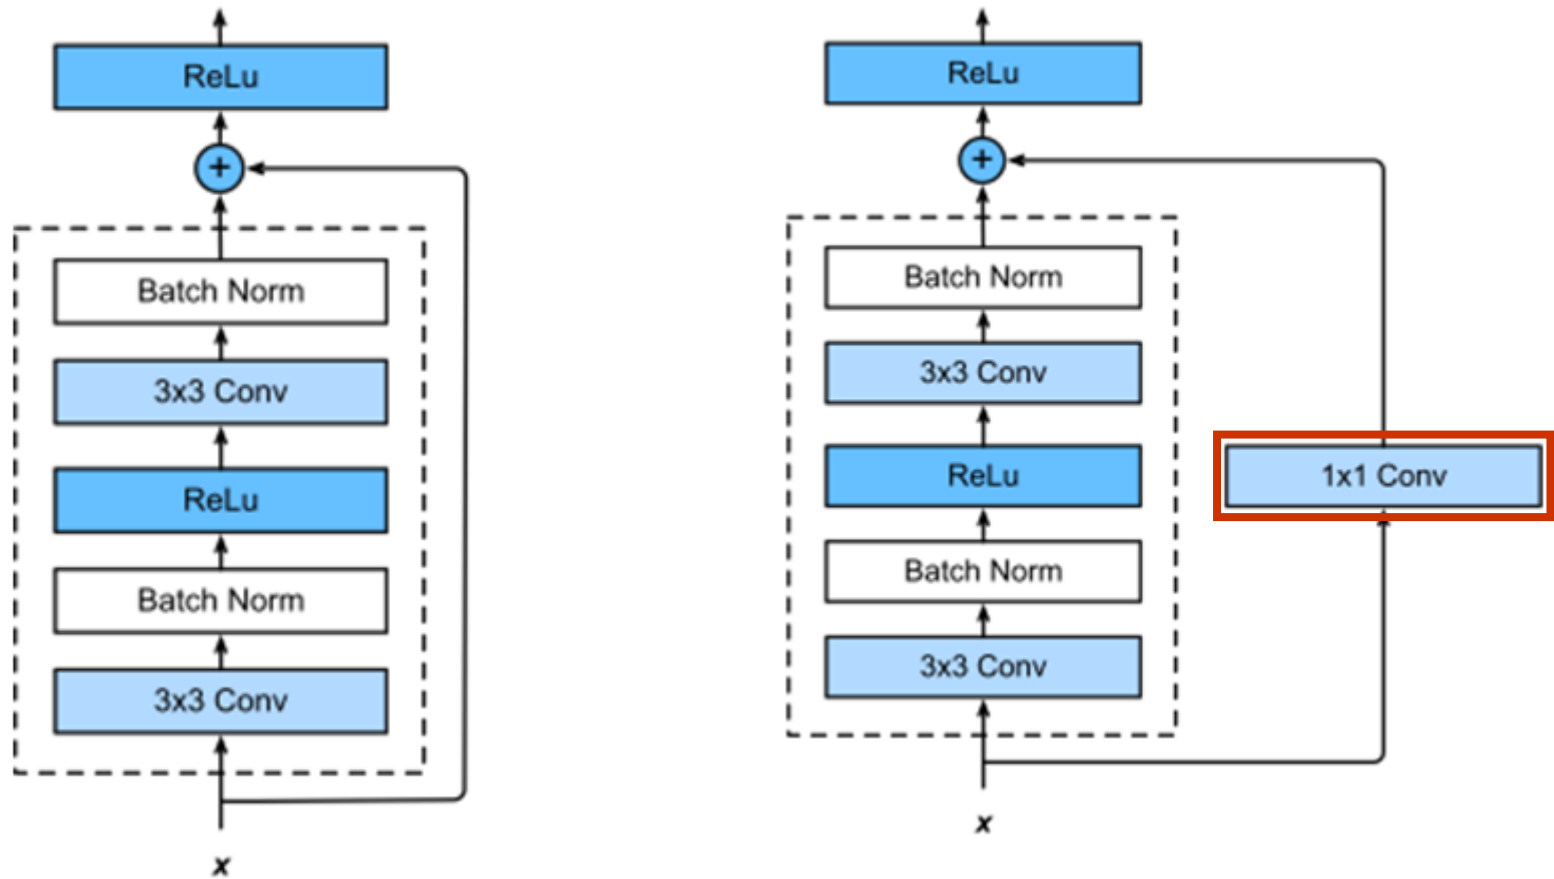 ReLu
+
Batch Norm
3x3 Conv
ReLu
Batch Norm
3x3 Conv
x
ReLu
+
Batch Norm
3x3 Conv
ReLu
Batch Norm
3x3 Conv
x
1x1 Conv